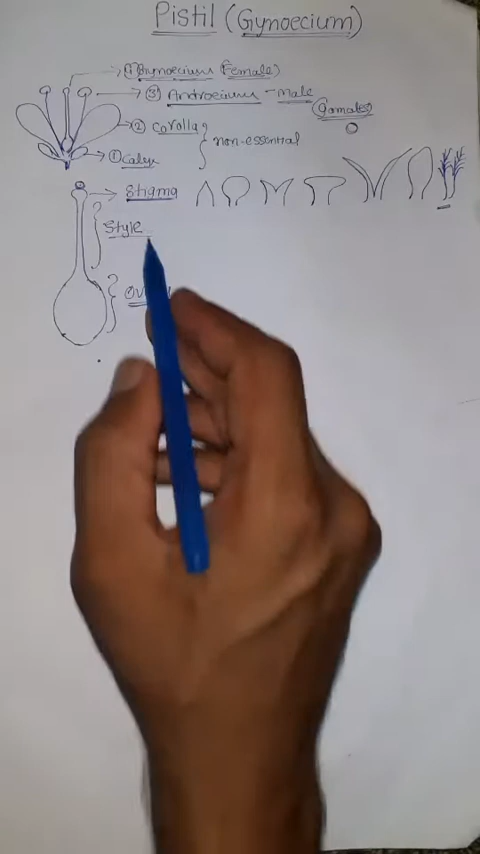 Pistil (Gynoecium)
④ Gynoecium (Female)
③ Androecium - male
(Gamates)
② Corolla
non-essential
① Calyx
Stigma
Style